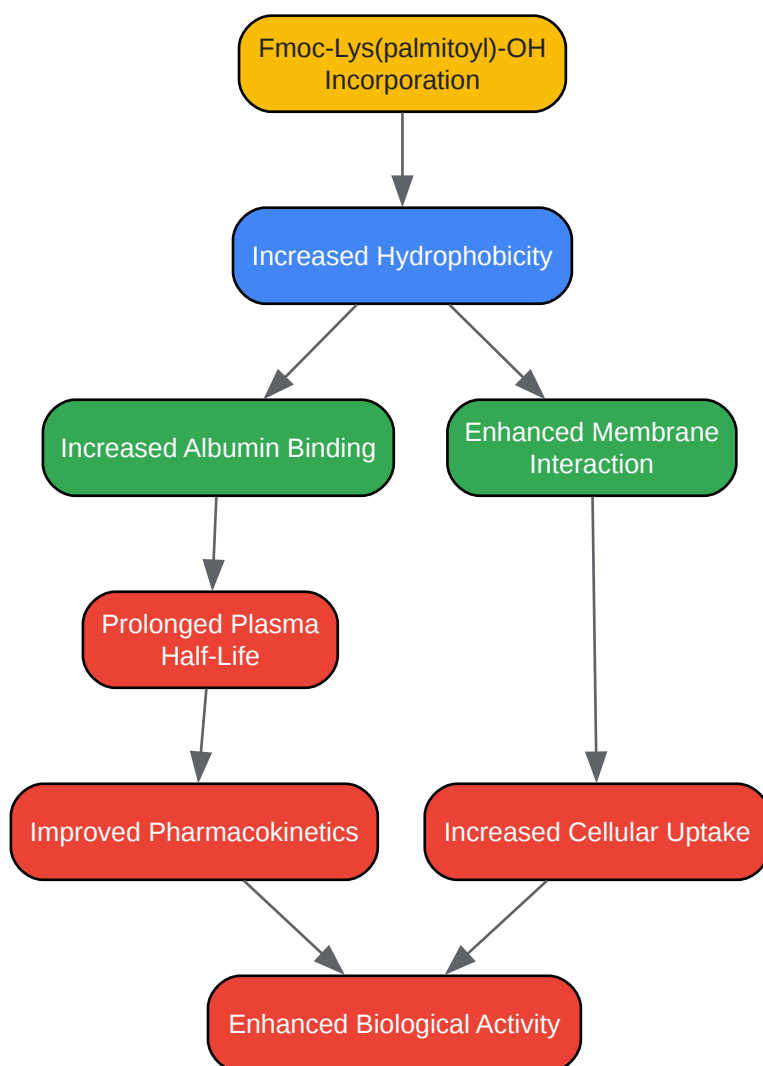 Fmoc-Lys(palmitoyl)-OH
Incorporation
Increased Hydrophobicity
Increased Albumin Binding
Enhanced Membrane
Interaction
Prolonged Plasma
Half-Life
Improved Pharmacokinetics
Increased Cellular Uptake
Enhanced Biological Activity